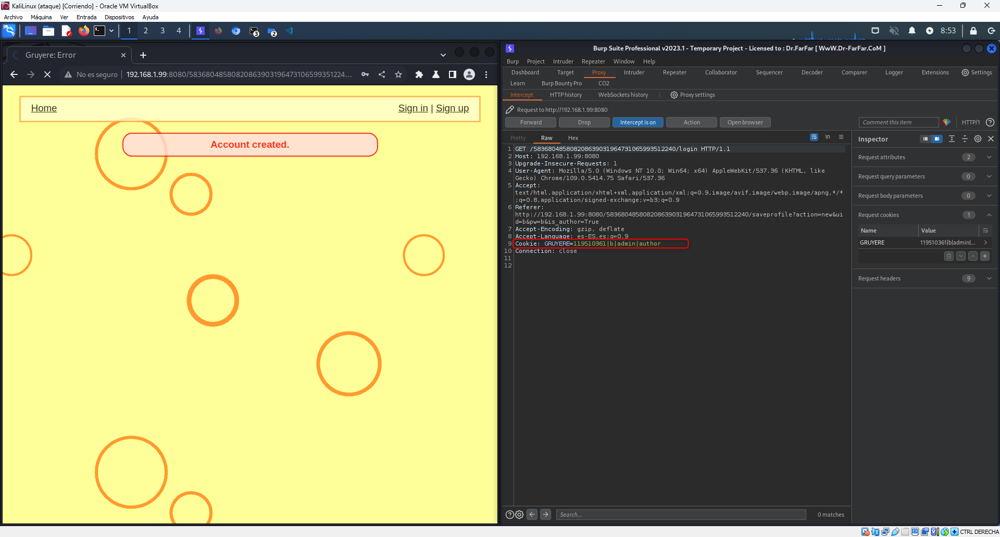 KaliLinux (ataque) [Corriendo] - Oracle VM VirtualBox
Archivo Máquina Ver Entrada Dispositivos Ayuda
1 2 3 4 3 2 8:53
Gruyere: Error
No es seguro 192.168.1.99:8080/58368048580820863903196473106599351224...
Home Sign in | Sign up
Account created.
Burp Suite Professional v2023.1 - Temporary Project - Licensed to : Dr.FarFar [ WwW.Dr-FarFar.CoM ]
Burp Project Intruder Repeater Window Help
Dashboard Target Proxy Intruder Repeater Collaborator Sequencer Decoder Comparer Logger Extensions Settings
Learn Burp Bounty Pro CO2
Intercept HTTP history WebSockets history Proxy settings
Request to http://192.168.1.99:8080
Forward Drop Intercept is on Action Open browser Comment this item HTTP/1
Pretty Raw Hex \n
1 GET /583680485808208639031964731065993512240/login HTTP/1.1
2 Host: 192.168.1.99:8080
3 Upgrade-Insecure-Requests: 1
4 User-Agent: Mozilla/5.0 (Windows NT 10.0; Win64; x64) AppleWebKit/537.36 (KHTML, like
Gecko) Chrome/109.0.5414.75 Safari/537.36
5 Accept:
text/html,application/xhtml+xml,application/xml;q=0.9,image/avif,image/webp,image/apng,*/*
;q=0.8,application/signed-exchange;v=b3;q=0.9
6 Referer:
http://192.168.1.99:8080/583680485808208639031964731065993512240/saveprofile?action=new&ui
d=b&pw=b&is_author=True
7 Accept-Encoding: gzip, deflate
8 Accept-Language: es-ES,es;q=0.9
9 Cookie: GRUYERE=119510361|b|admin|author
10 Connection: close
11
12
Inspector
Request attributes 2
Request query parameters 0
Request body parameters 0
Request cookies 1
Name Value
GRUYERE 119510361|b|admin|...
Request headers 9
Search... 0 matches
CTRL DERECHA